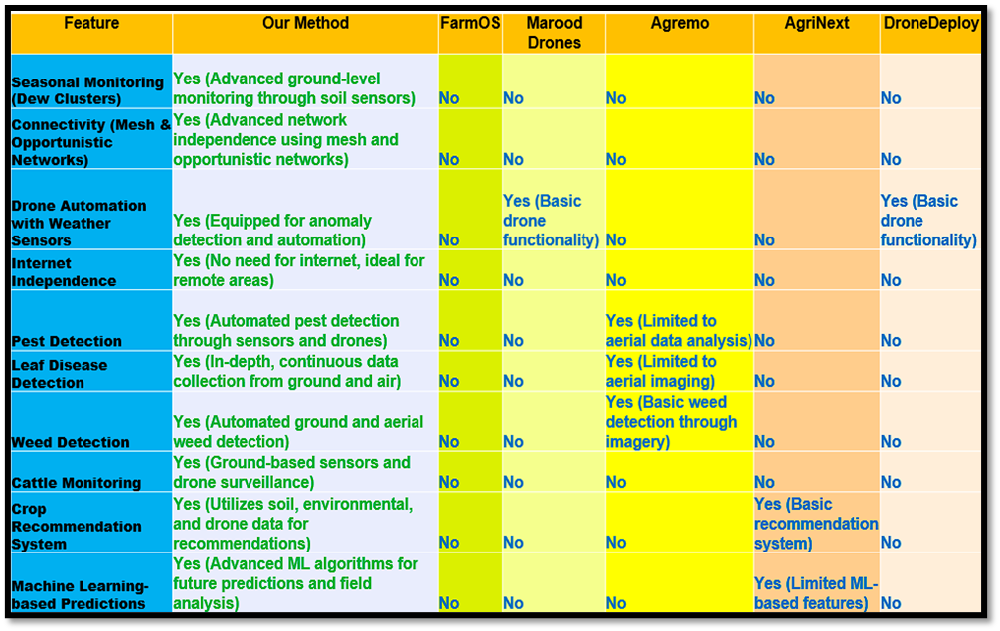 Feature Our Method FarmOS Marood Drones Agremo AgriNext DroneDeploy
Seasonal Monitoring (Dew Clusters) Yes (Advanced ground-level monitoring through soil sensors) No No No No No
Connectivity (Mesh & Opportunistic Networks) Yes (Advanced network independence using mesh and opportunistic networks) No No No No No
Drone Automation with Weather Sensors Yes (Equipped for anomaly detection and automation) No Yes (Basic drone functionality) No No Yes (Basic drone functionality)
Internet Independence Yes (No need for internet, ideal for remote areas) No No No No No
Pest Detection Yes (Automated pest detection through sensors and drones) No No Yes (Limited to aerial data analysis) No No
Leaf Disease Detection Yes (In-depth, continuous data collection from ground and air) No No Yes (Limited to aerial imaging) No No
Weed Detection Yes (Automated ground and aerial weed detection) No No Yes (Basic weed detection through imagery) No No
Cattle Monitoring Yes (Ground-based sensors and drone surveillance) No No No No No
Crop Recommendation System Yes (Utilizes soil, environmental, and drone data for recommendations) No No No Yes (Basic recommendation system) No
Machine Learning-based Predictions Yes (Advanced ML algorithms for future predictions and field analysis) No No No Yes (Limited ML-based features) No